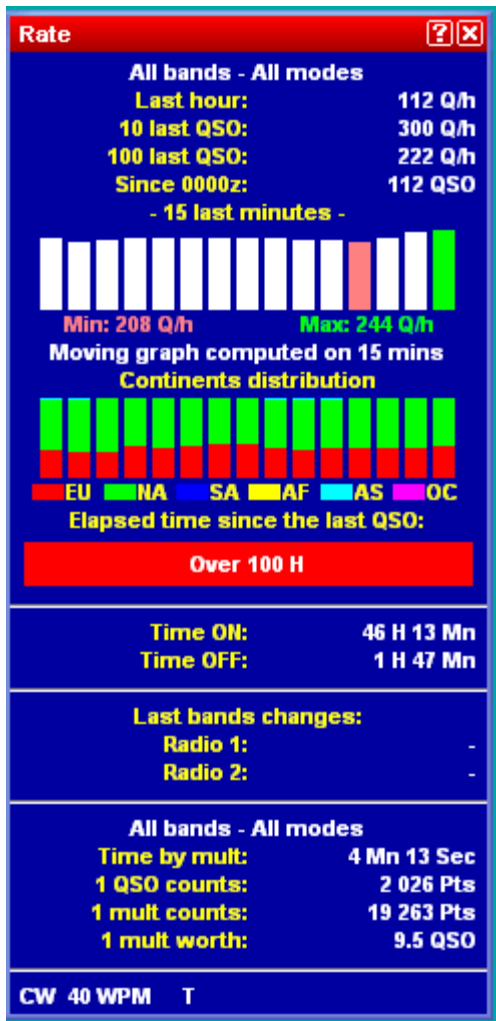 Rate
All bands - All modes
Last hour: 112 Q/h
10 last QSO: 300 Q/h
100 last QSO: 222 Q/h
Since 0000z: 112 QSO
- 15 last minutes -
Min: 208 Q/h Max: 244 Q/h
Moving graph computed on 15 mins
Continents distribution
EU NA SA AF AS OC
Elapsed time since the last QSO:
Over 100 H
Time ON: 46 H 13 Mn
Time OFF: 1 H 47 Mn
Last bands changes:
Radio 1: -
Radio 2: -
All bands - All modes
Time by mult: 4 Mn 13 Sec
1 QSO counts: 2 026 Pts
1 mult counts: 19 263 Pts
1 mult worth: 9.5 QSO
CW 40 WPM T